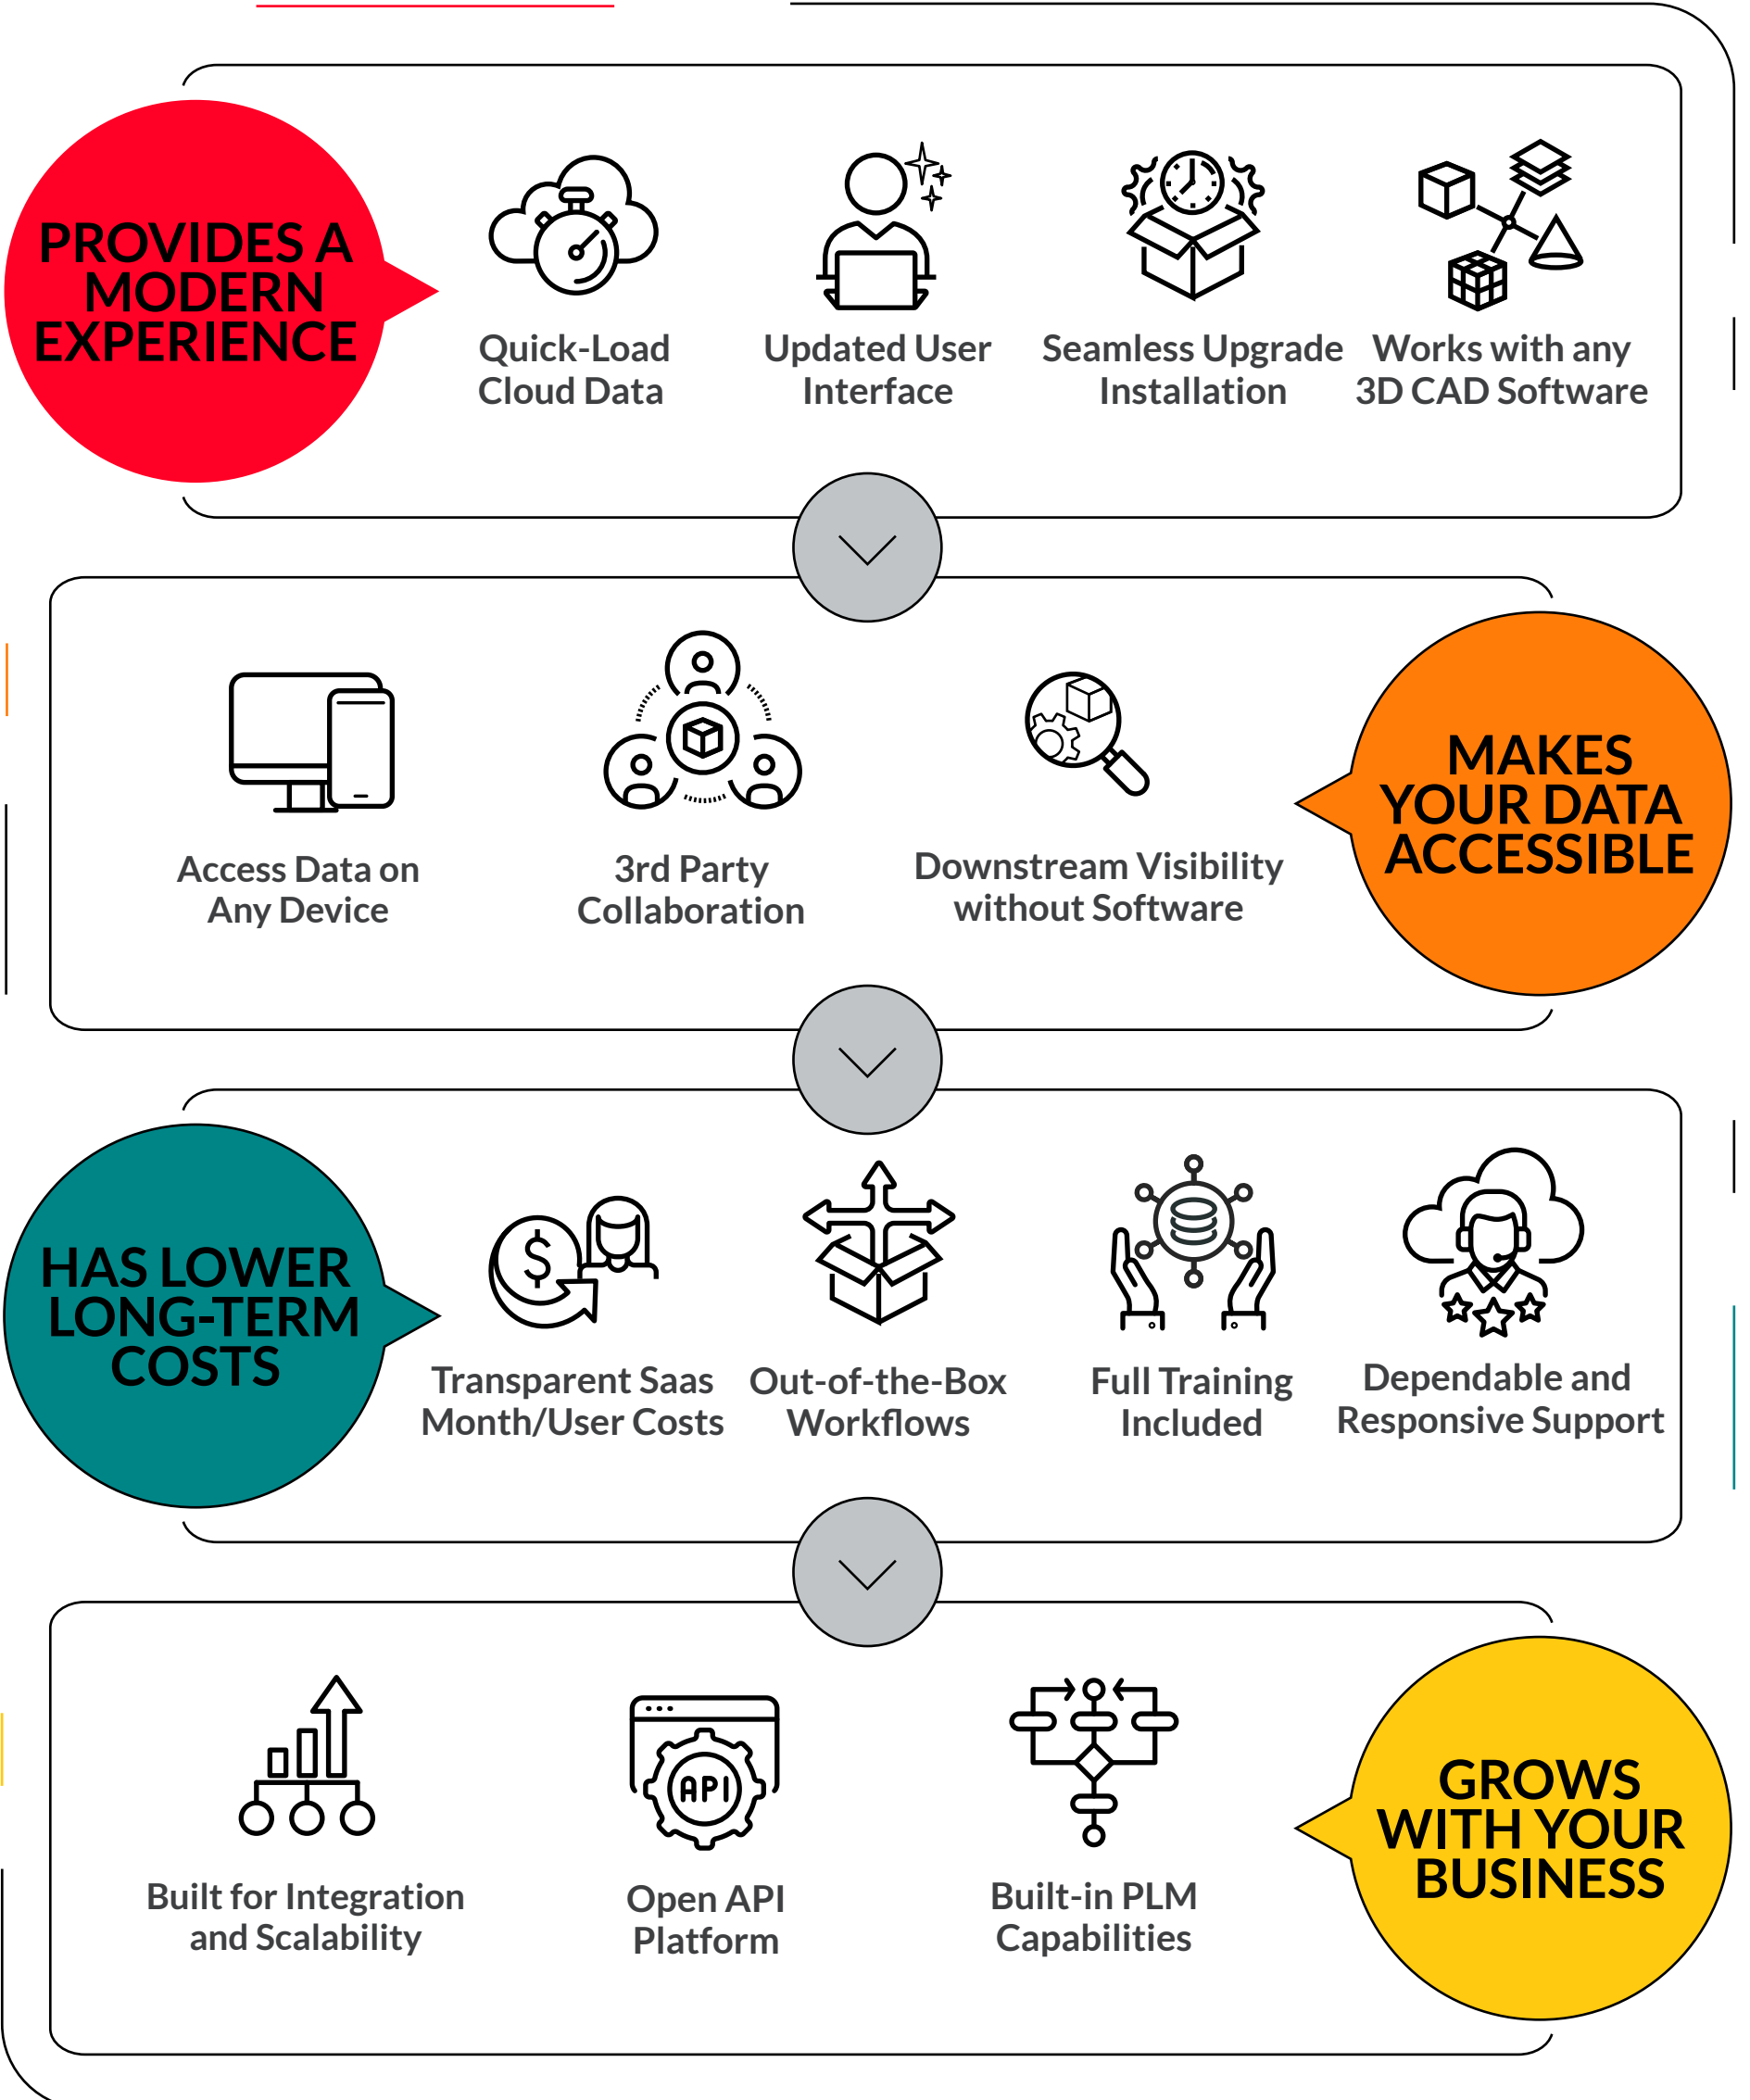 PROVIDES A
MODERN
EXPERIENCE
Quick-Load
Cloud Data
Updated User
Interface
Seamless Upgrade
Installation
Works with any
3D CAD Software
Access Data on
Any Device
3rd Party
Collaboration
Downstream Visibility
without Software
MAKES
YOUR DATA
ACCESSIBLE
HAS LOWER
LONG-TERM
COSTS
$
Transparent Saas
Month/User Costs
Out-of-the-Box
Workflows
Full Training
Included
Dependable and
Responsive Support
Built for Integration
and Scalability
API
Open API
Platform
Built-in PLM
Capabilities
GROWS
WITH YOUR
BUSINESS